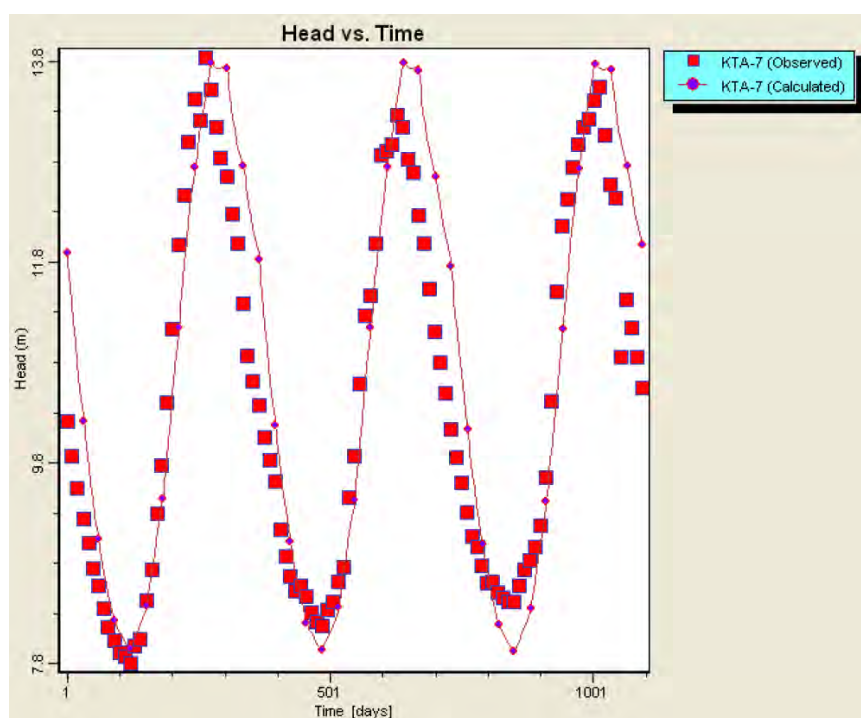 Head vs. Time
KTA-7 (Observed)
KTA-7 (Calculated)
13.8
11.8
9.8
7.8
Head (m)
1
501
1001
Time [days]